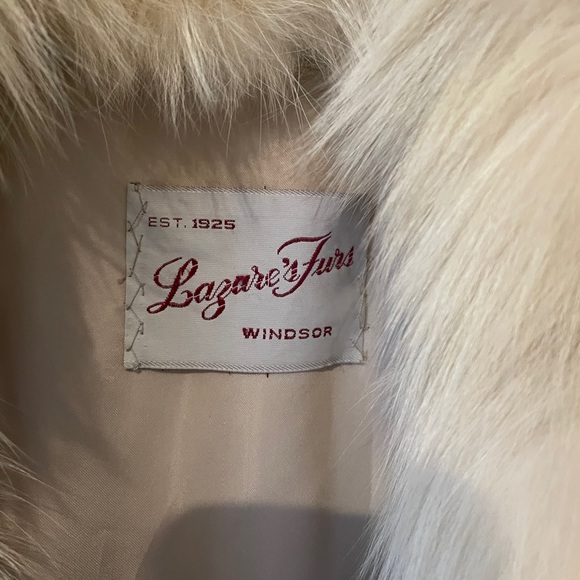 EST. 1925
Lazare's Furs
WINDSOR